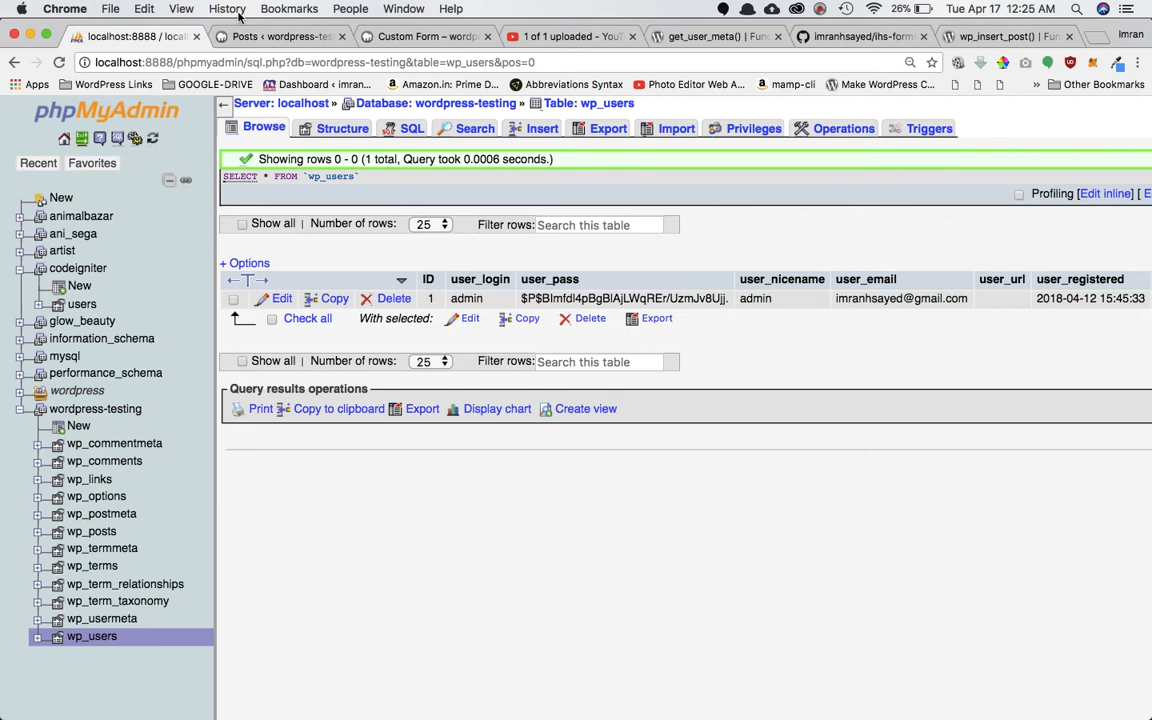 Chrome File Edit View History Bookmarks People Window Help 26% Tue Apr 17 12:25 AM
localhost:8888 / local Posts ‹ wordpress-tes Custom Form – wordp 1 of 1 uploaded - YouT get_user_meta() | Func imranhsayed/ihs-form wp_insert_post() | Fun Imran
localhost:8888/phpmyadmin/sql.php?db=wordpress-testing&table=wp_users&pos=0
Apps WordPress Links GOOGLE-DRIVE Dashboard ‹ imran... Amazon.in: Prime D... Abbreviations Syntax Photo Editor Web A... mamp-cli Make WordPress C... » Other Bookmarks
phpMyAdmin
Recent Favorites
New
animalbazar
ani_sega
artist
codeigniter
New
users
glow_beauty
information_schema
mysql
performance_schema
wordpress
wordpress-testing
New
wp_commentmeta
wp_comments
wp_links
wp_options
wp_postmeta
wp_posts
wp_termmeta
wp_terms
wp_term_relationships
wp_term_taxonomy
wp_usermeta
wp_users
Server: localhost » Database: wordpress-testing » Table: wp_users
Browse Structure SQL Search Insert Export Import Privileges Operations Triggers
Showing rows 0 - 0 (1 total, Query took 0.0006 seconds.)
SELECT * FROM `wp_users`
Profiling [Edit inline] [ E
Show all | Number of rows: 25 Filter rows: Search this table
+ Options
←T→ ID user_login user_pass user_nicename user_email user_url user_registered
Edit Copy Delete 1 admin $P$BImfdl4pBgBlAjLWqREr/UzmJv8Ujj. admin imranhsayed@gmail.com 2018-04-12 15:45:33
Check all With selected: Edit Copy Delete Export
Show all | Number of rows: 25 Filter rows: Search this table
Query results operations
Print Copy to clipboard Export Display chart Create view